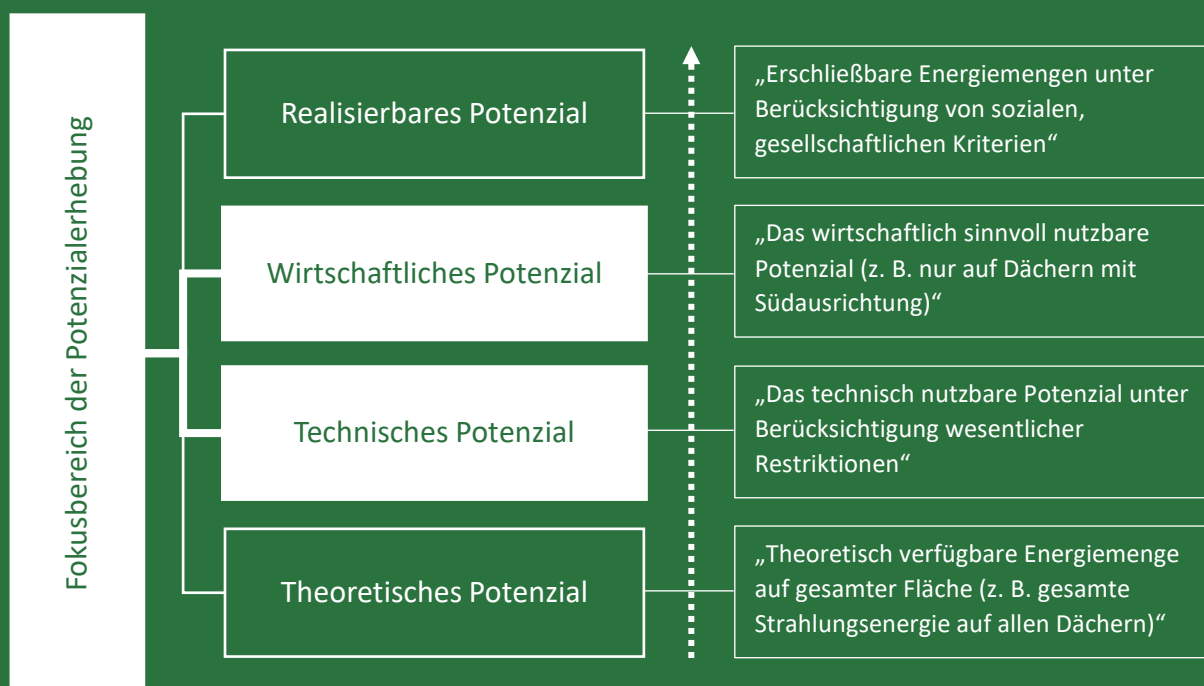 Fokusbereich der Potenzialerhebung
Realisierbares Potenzial
„Erschließbare Energiemengen unter
Berücksichtigung von sozialen,
gesellschaftlichen Kriterien“
Wirtschaftliches Potenzial
„Das wirtschaftlich sinnvoll nutzbare
Potenzial (z. B. nur auf Dächern mit
Südausrichtung)“
Technisches Potenzial
„Das technisch nutzbare Potenzial unter
Berücksichtigung wesentlicher
Restriktionen“
Theoretisches Potenzial
„Theoretisch verfügbare Energiemenge
auf gesamter Fläche (z. B. gesamte
Strahlungsenergie auf allen Dächern)“